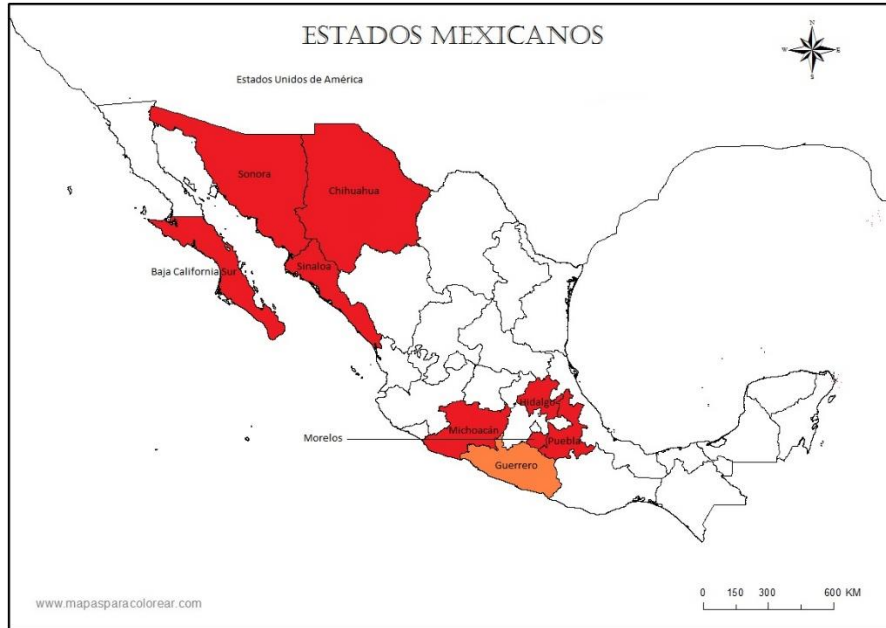 ESTADOS MEXICANOS
N
W
E
S
Estados Unidos de América
Sonora
Chihuahua
Sinaloa
Baja California Sur
Hidalgo
Michoacán
Morelos
Puebla
Guerrero
www.mapasparacolorear.com
0 150 300 600 KM